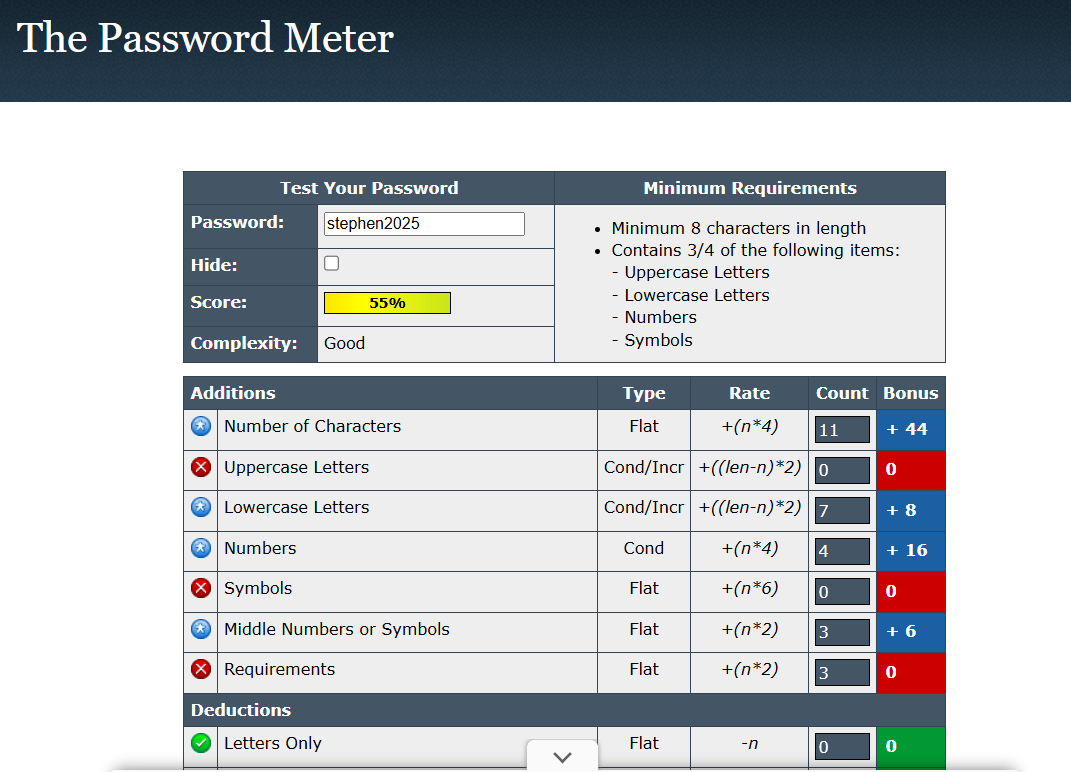 The Password Meter
Test Your Password Minimum Requirements
Password: stephen2025
Hide:
Score: 55%
Complexity: Good
• Minimum 8 characters in length
• Contains 3/4 of the following items:
- Uppercase Letters
- Lowercase Letters
- Numbers
- Symbols
Additions Type Rate Count Bonus
Number of Characters Flat +(n*4) 11 + 44
Uppercase Letters Cond/Incr +((len-n)*2) 0 0
Lowercase Letters Cond/Incr +((len-n)*2) 7 + 8
Numbers Cond +(n*4) 4 + 16
Symbols Flat +(n*6) 0 0
Middle Numbers or Symbols Flat +(n*2) 3 + 6
Requirements Flat +(n*2) 3 0
Deductions
Letters Only Flat -n 0 0